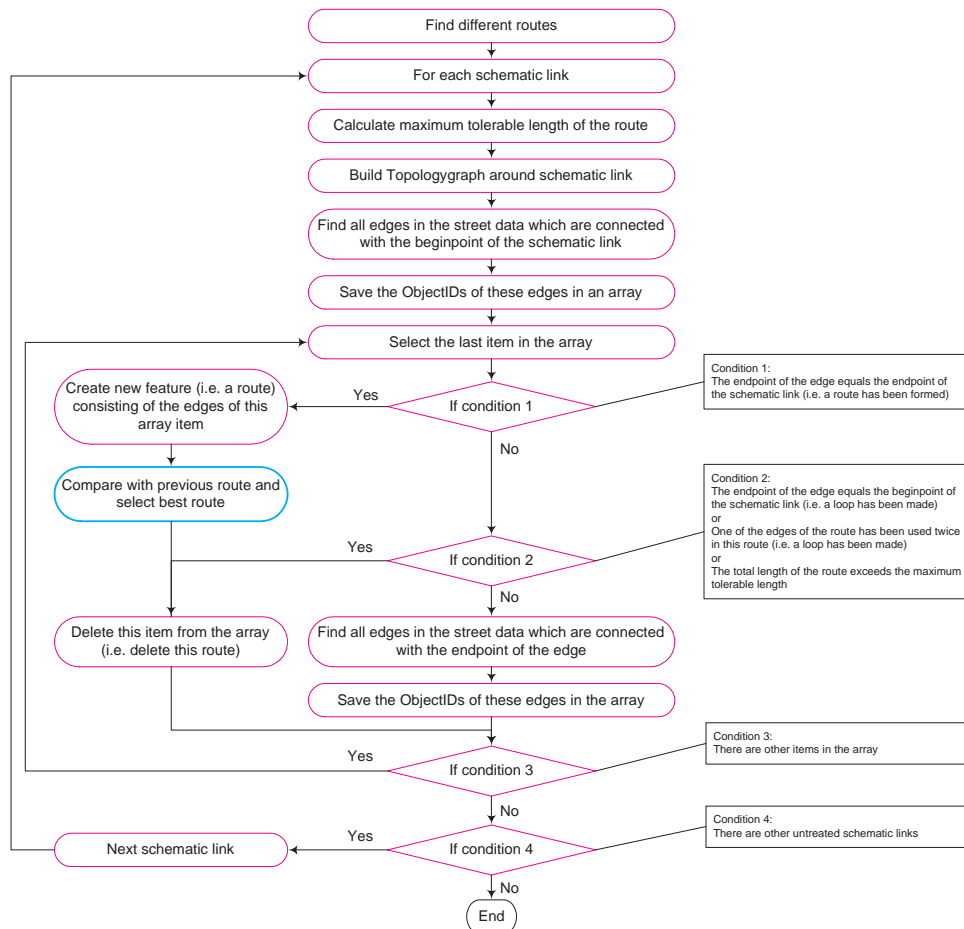 Find different routes
For each schematic link
Calculate maximum tolerable length of the route
Build Topologygraph around schematic link
Find all edges in the street data which are connected
with the beginpoint of the schematic link
Save the ObjectIDs of these edges in an array
Select the last item in the array
If condition 1
Yes
No
Condition 1:
The endpoint of the edge equals the endpoint of
the schematic link (i.e. a route has been formed)
Create new feature (i.e. a route)
consisting of the edges of this
array item
Compare with previous route and
select best route
If condition 2
Yes
No
Condition 2:
The endpoint of the edge equals the beginpoint of
the schematic link (i.e. a loop has been made)
or
One of the edges of the route has been used twice
in this route (i.e. a loop has been made)
or
The total length of the route exceeds the maximum
tolerable length
Delete this item from the array
(i.e. delete this route)
Find all edges in the street data which are connected
with the endpoint of the edge
Save the ObjectIDs of these edges in the array
If condition 3
Yes
No
Condition 3:
There are other items in the array
If condition 4
Yes
No
Condition 4:
There are other untreated schematic links
Next schematic link
End